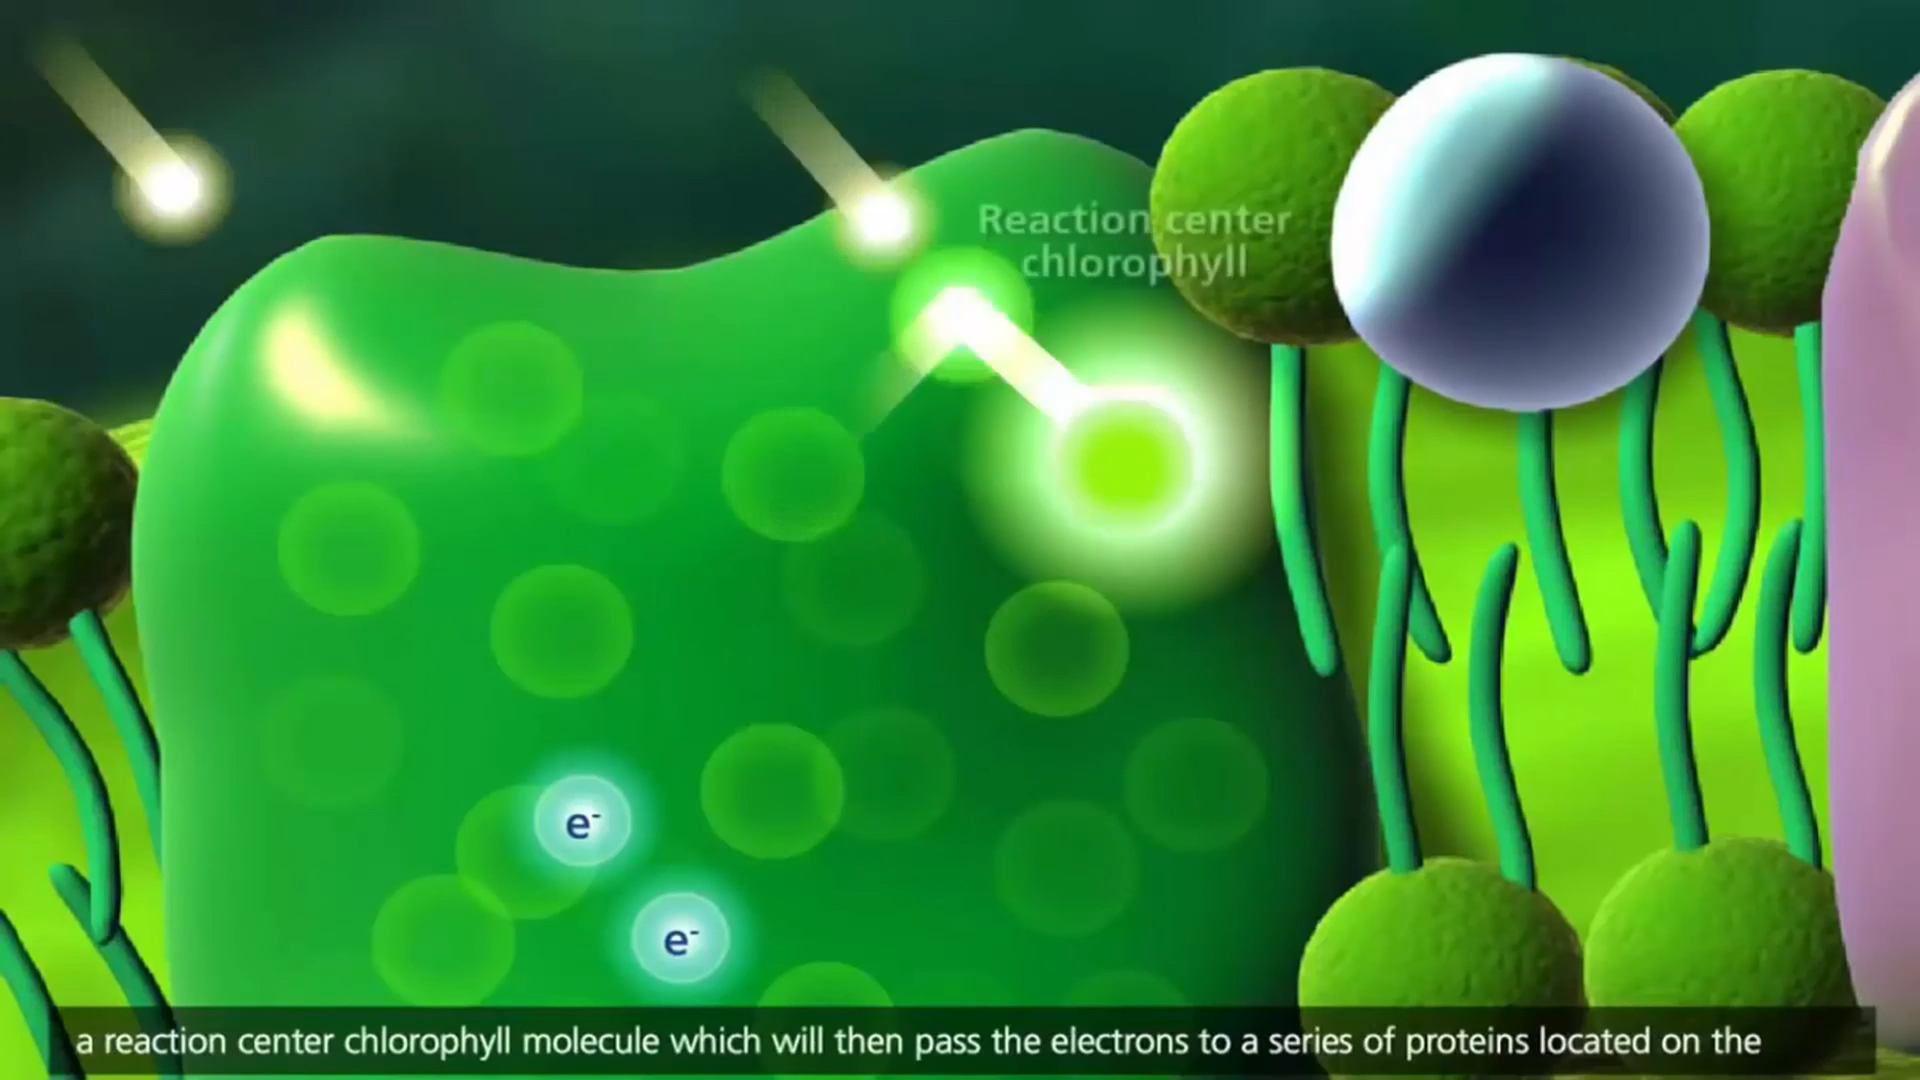 Reaction center
chlorophyll
e-
e-
a reaction center chlorophyll molecule which will then pass the electrons to a series of proteins located on the